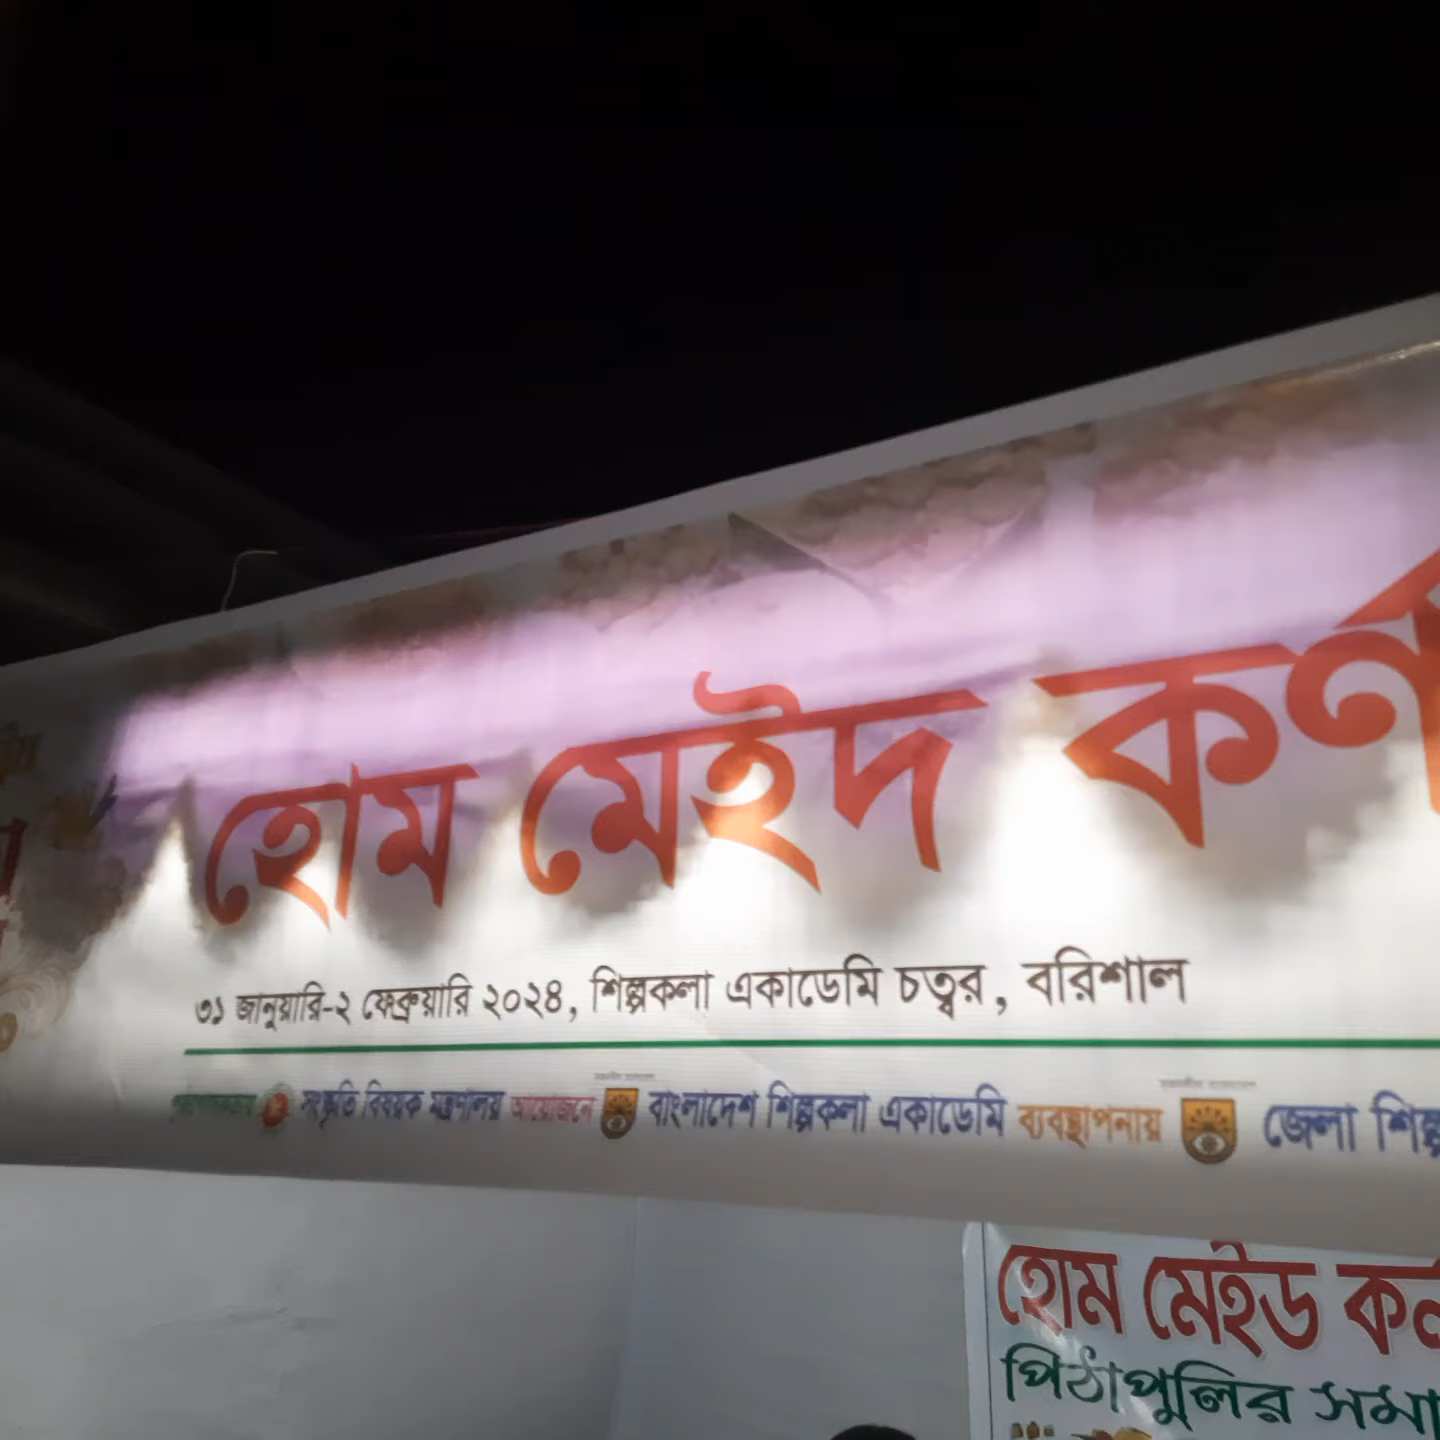 হোম মেইদ
৩১ জানুয়ারি-২ ফেব্রুয়ারি ২০২৪, শিল্পকলা একাডেমি চত্বর, বরিশাল
সংস্কৃতি বিষয়ক মন্ত্রণালয় আয়োজনে বাংলাদেশ শিল্পকলা একাডেমি ব্যবস্থাপনায় জেলা
হোম মেইড
পিঠাপুলির